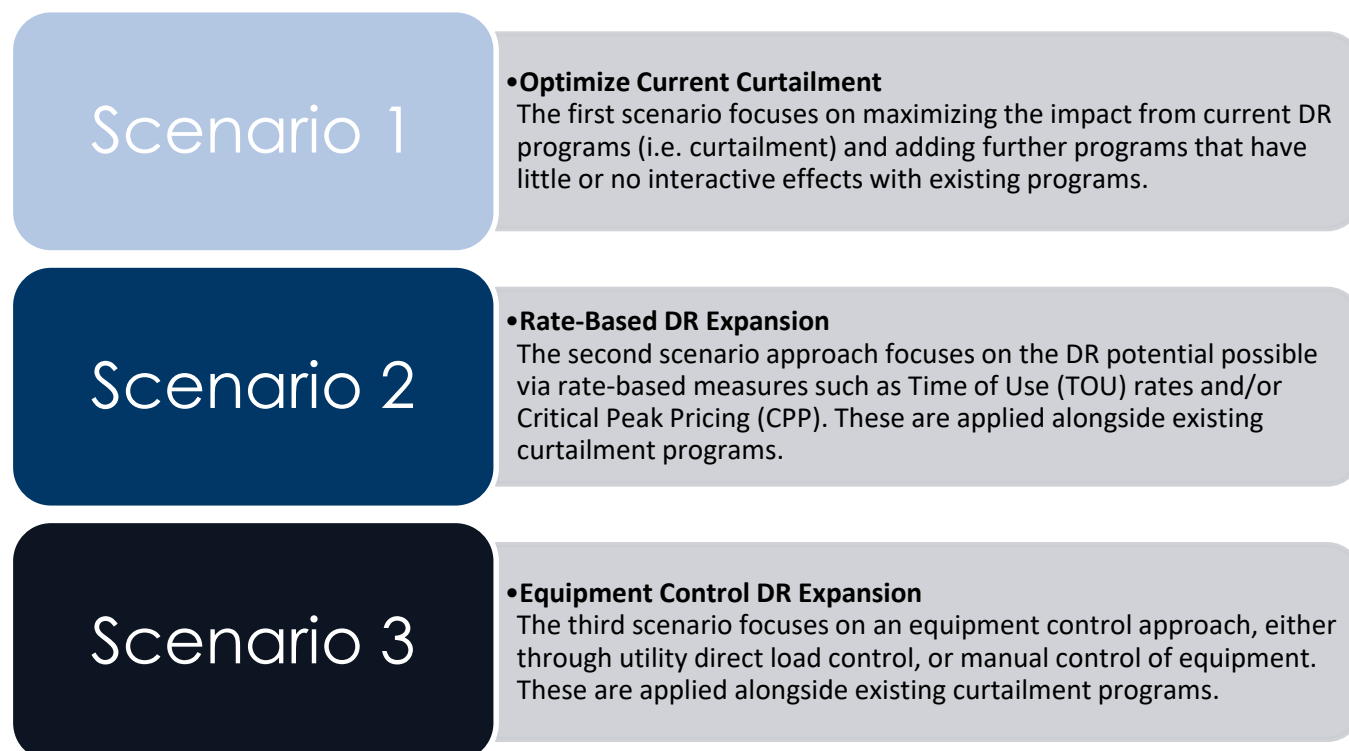 Scenario 1
•Optimize Current Curtailment
The first scenario focuses on maximizing the impact from current DR
programs (i.e. curtailment) and adding further programs that have
little or no interactive effects with existing programs.
Scenario 2
•Rate-Based DR Expansion
The second scenario approach focuses on the DR potential possible
via rate-based measures such as Time of Use (TOU) rates and/or
Critical Peak Pricing (CPP). These are applied alongside existing
curtailment programs.
Scenario 3
•Equipment Control DR Expansion
The third scenario focuses on an equipment control approach, either
through utility direct load control, or manual control of equipment.
These are applied alongside existing curtailment programs.